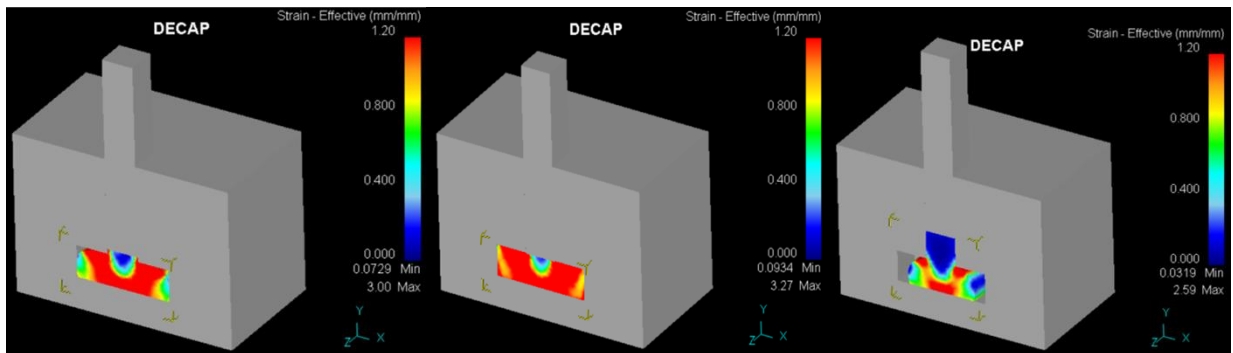 Strain - Effective (mm/mm)
DECAP
1.20
0.800
0.400
0.000
0.0729 Min
3.00 Max
Y
Z X
Strain - Effective (mm/mm)
DECAP
1.20
0.800
0.400
0.000
0.0934 Min
3.27 Max
Y
Z X
Strain - Effective (mm/mm)
DECAP
1.20
0.800
0.400
0.000
0.0319 Min
2.59 Max
Y
Z X